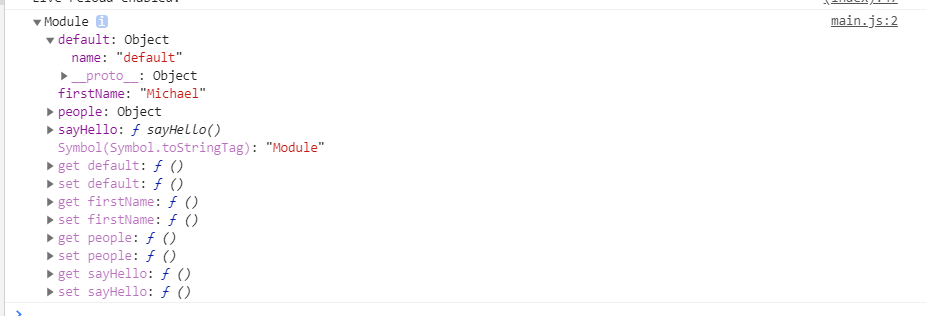 Live reload enabled. (index):47
Module i main.js:2
default: Object
name: "default"
__proto__: Object
firstName: "Michael"
people: Object
sayHello: ƒ sayHello()
Symbol(Symbol.toStringTag): "Module"
get default: ƒ ()
set default: ƒ ()
get firstName: ƒ ()
set firstName: ƒ ()
get people: ƒ ()
set people: ƒ ()
get sayHello: ƒ ()
set sayHello: ƒ ()